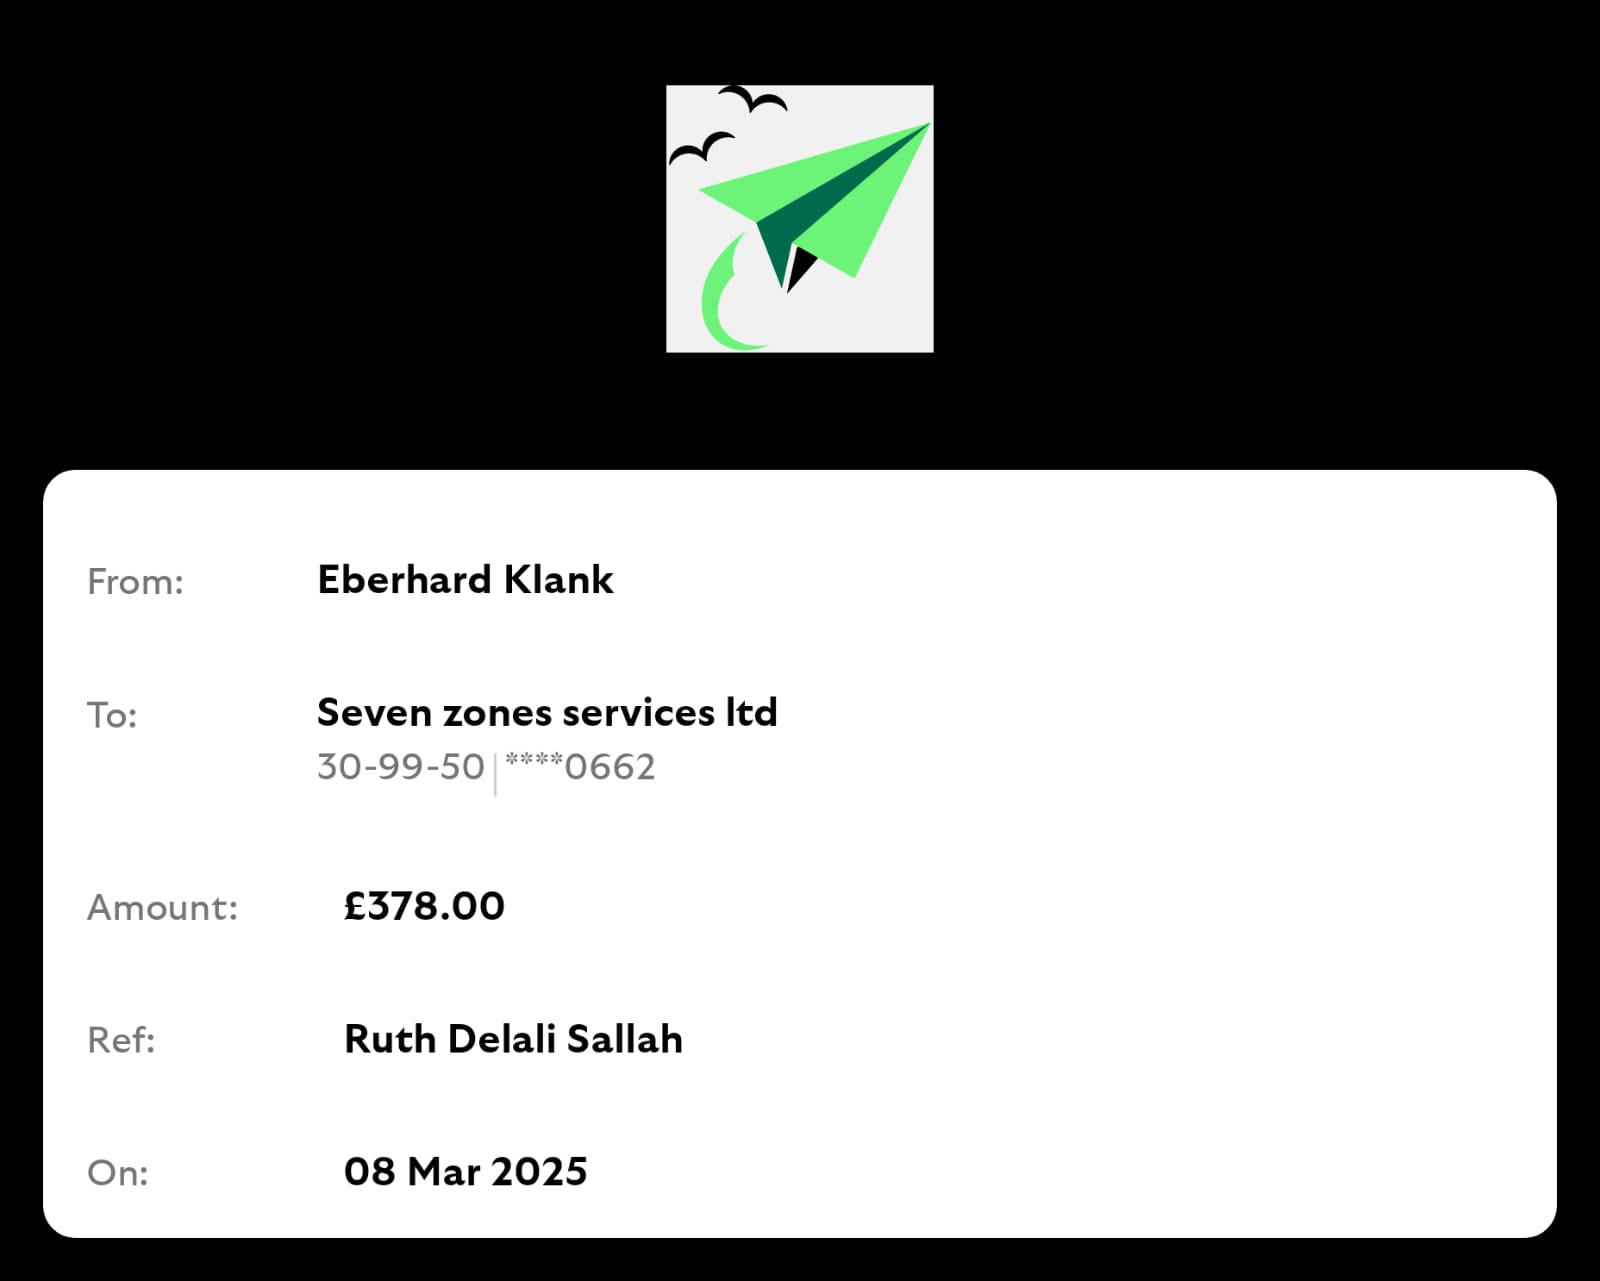 From: Eberhard Klank
To: Seven zones services ltd
30-99-50 | ****0662
Amount: £378.00
Ref: Ruth Delali Sallah
On: 08 Mar 2025